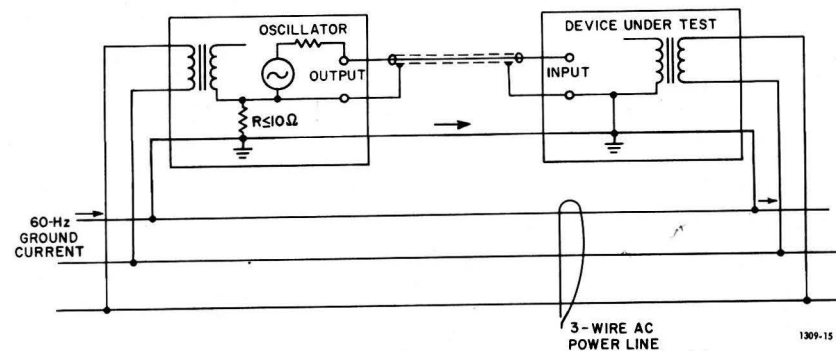 OSCILLATOR
OUTPUT
R≤10Ω
DEVICE UNDER TEST
INPUT
60-Hz
GROUND
CURRENT
3-WIRE AC
POWER LINE
1309-15